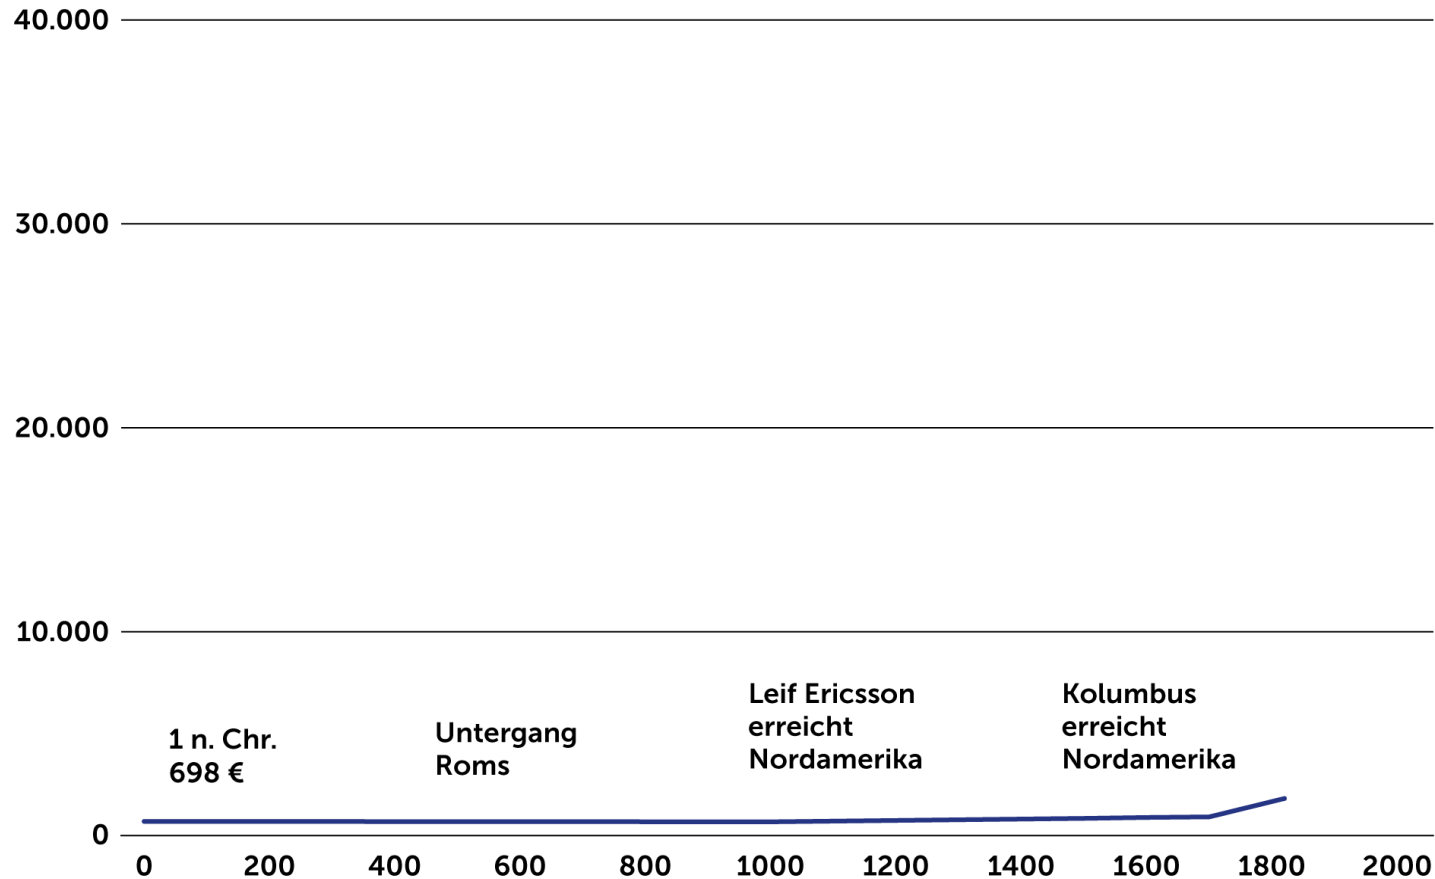 40.000
30.000
20.000
10.000
Leif Ericsson
erreicht
Nordamerika
Kolumbus
erreicht
Nordamerika
1 n. Chr.
698 €
Untergang
Roms
0
0 200 400 600 800 1000 1200 1400 1600 1800 2000